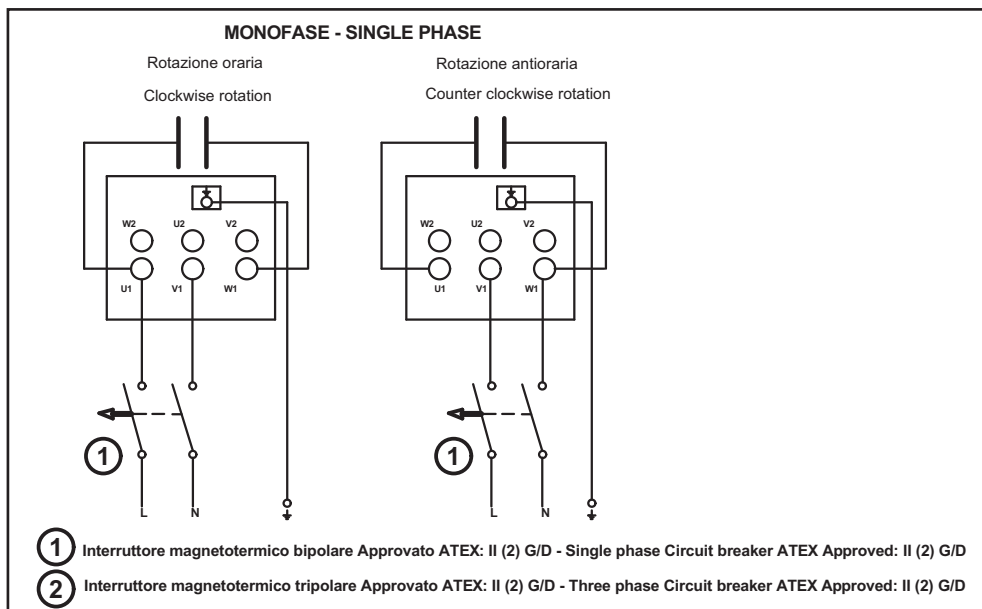 MONOFASE - SINGLE PHASE
Rotazione oraria
Clockwise rotation
Rotazione antioraria
Counter clockwise rotation
W2 U2 V2
U1 V1 W1
W2 U2 V2
U1 V1 W1
1
1
L N
L N
1 Interruttore magnetotermico bipolare Approvato ATEX: II (2) G/D - Single phase Circuit breaker ATEX Approved: II (2) G/D
2 Interruttore magnetotermico tripolare Approvato ATEX: II (2) G/D - Three phase Circuit breaker ATEX Approved: II (2) G/D